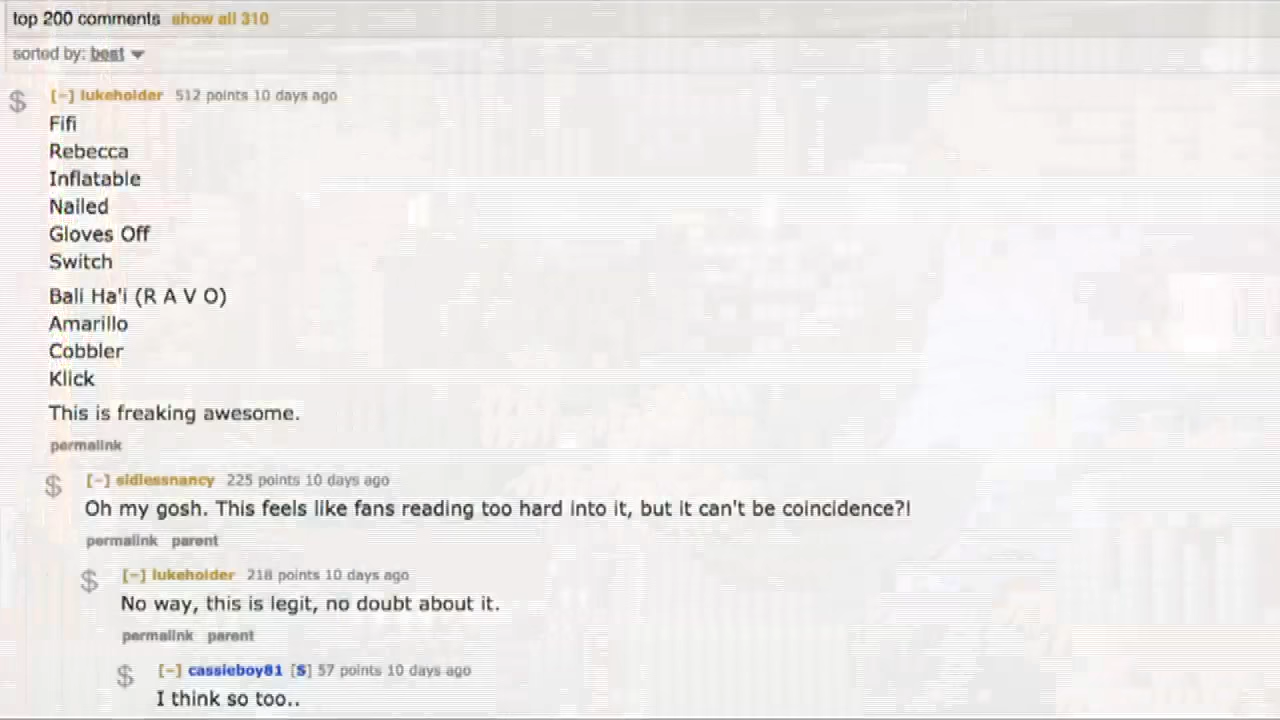 top 200 comments show all 310
sorted by: best
[-] lukeholder 512 points 10 days ago
Fifi
Rebecca
Inflatable
Nailed
Gloves Off
Switch
Bali Ha'i (R A V O)
Amarillo
Cobbler
Klick
This is freaking awesome.
permalink
[-] sidlessnancy 225 points 10 days ago
Oh my gosh. This feels like fans reading too hard into it, but it can't be coincidence?!
permalink parent
[-] lukeholder 218 points 10 days ago
No way, this is legit, no doubt about it.
permalink parent
[-] cassieboy81 [S] 57 points 10 days ago
I think so too..